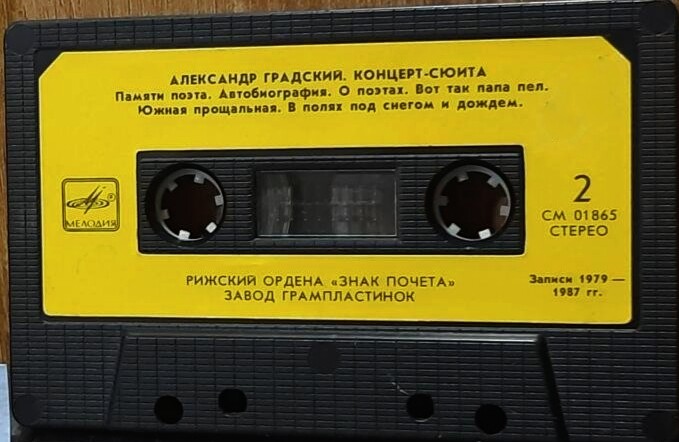 АЛЕКСАНДР ГРАДСКИЙ. КОНЦЕРТ-СЮИТА
Памяти поэта. Автобиография. О поэтах. Вот так папа пел.
Южная прощальная. В полях под снегом и дождем.
МЕЛОДИЯ
2
СМ 01865
СТЕРЕО
РИЖСКИЙ ОРДЕНА «ЗНАК ПОЧЕТА»
ЗАВОД ГРАМПЛАСТИНОК
Записи 1979 —
1987 гг.